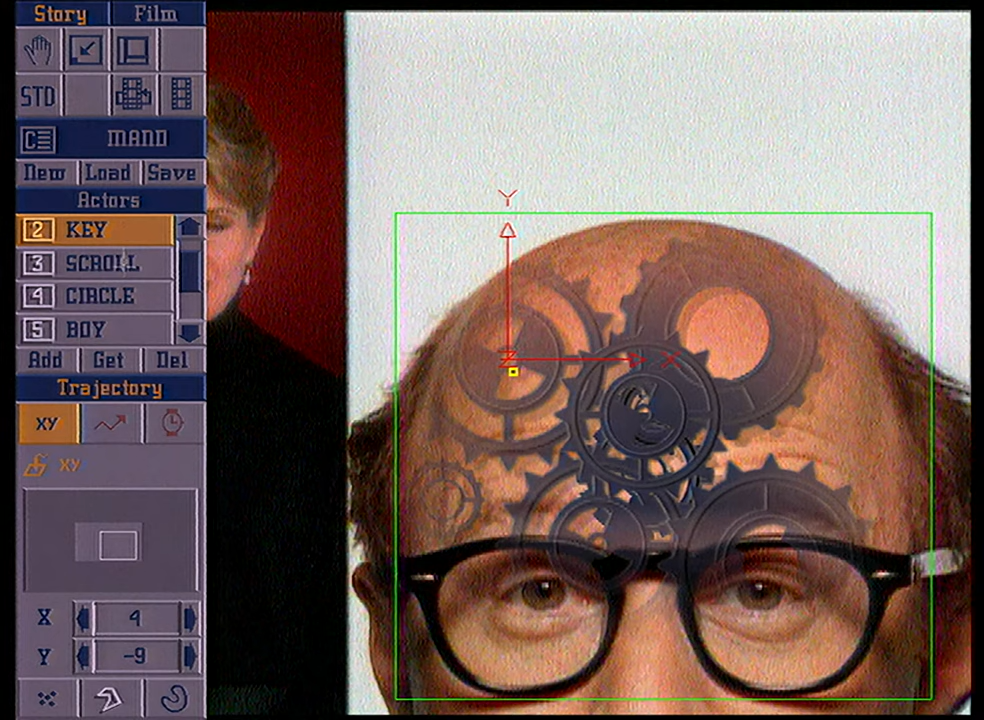 Story Film
STD
MAND
New Load Save
Actors
2 KEY
3 SCROLL
4 CIRCLE
5 BOY
Add Get Del
Trajectory
XY
XY
X 4
Y -9
Y
Z X